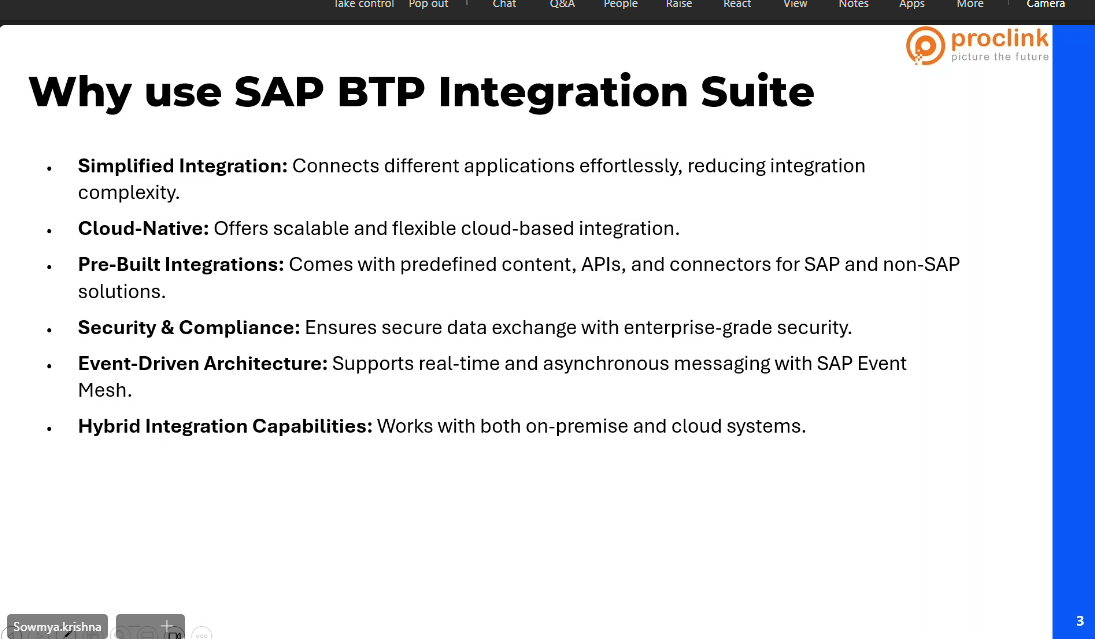 Take control Pop out Chat Q&A People Raise React View Notes Apps More Camera
proclink
picture the future
Why use SAP BTP Integration Suite
• Simplified Integration: Connects different applications effortlessly, reducing integration
complexity.
• Cloud-Native: Offers scalable and flexible cloud-based integration.
• Pre-Built Integrations: Comes with predefined content, APIs, and connectors for SAP and non-SAP
solutions.
• Security & Compliance: Ensures secure data exchange with enterprise-grade security.
• Event-Driven Architecture: Supports real-time and asynchronous messaging with SAP Event
Mesh.
• Hybrid Integration Capabilities: Works with both on-premise and cloud systems.
3
Sowmya.krishna